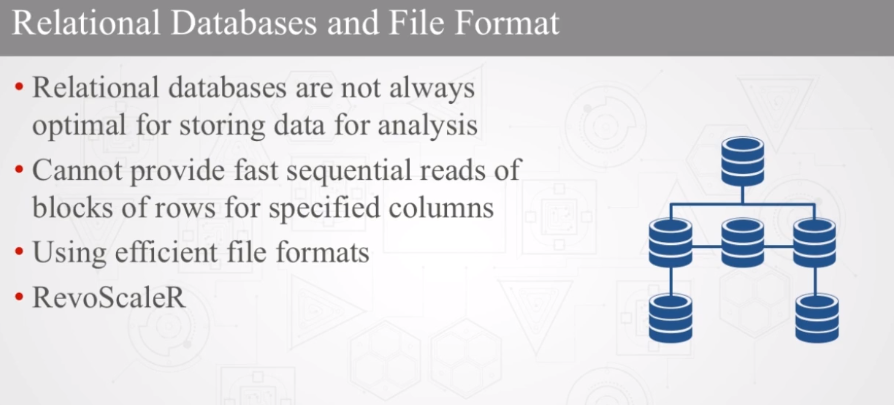 Relational Databases and File Format
• Relational databases are not always
optimal for storing data for analysis
• Cannot provide fast sequential reads of
blocks of rows for specified columns
• Using efficient file formats
• RevoScaleR